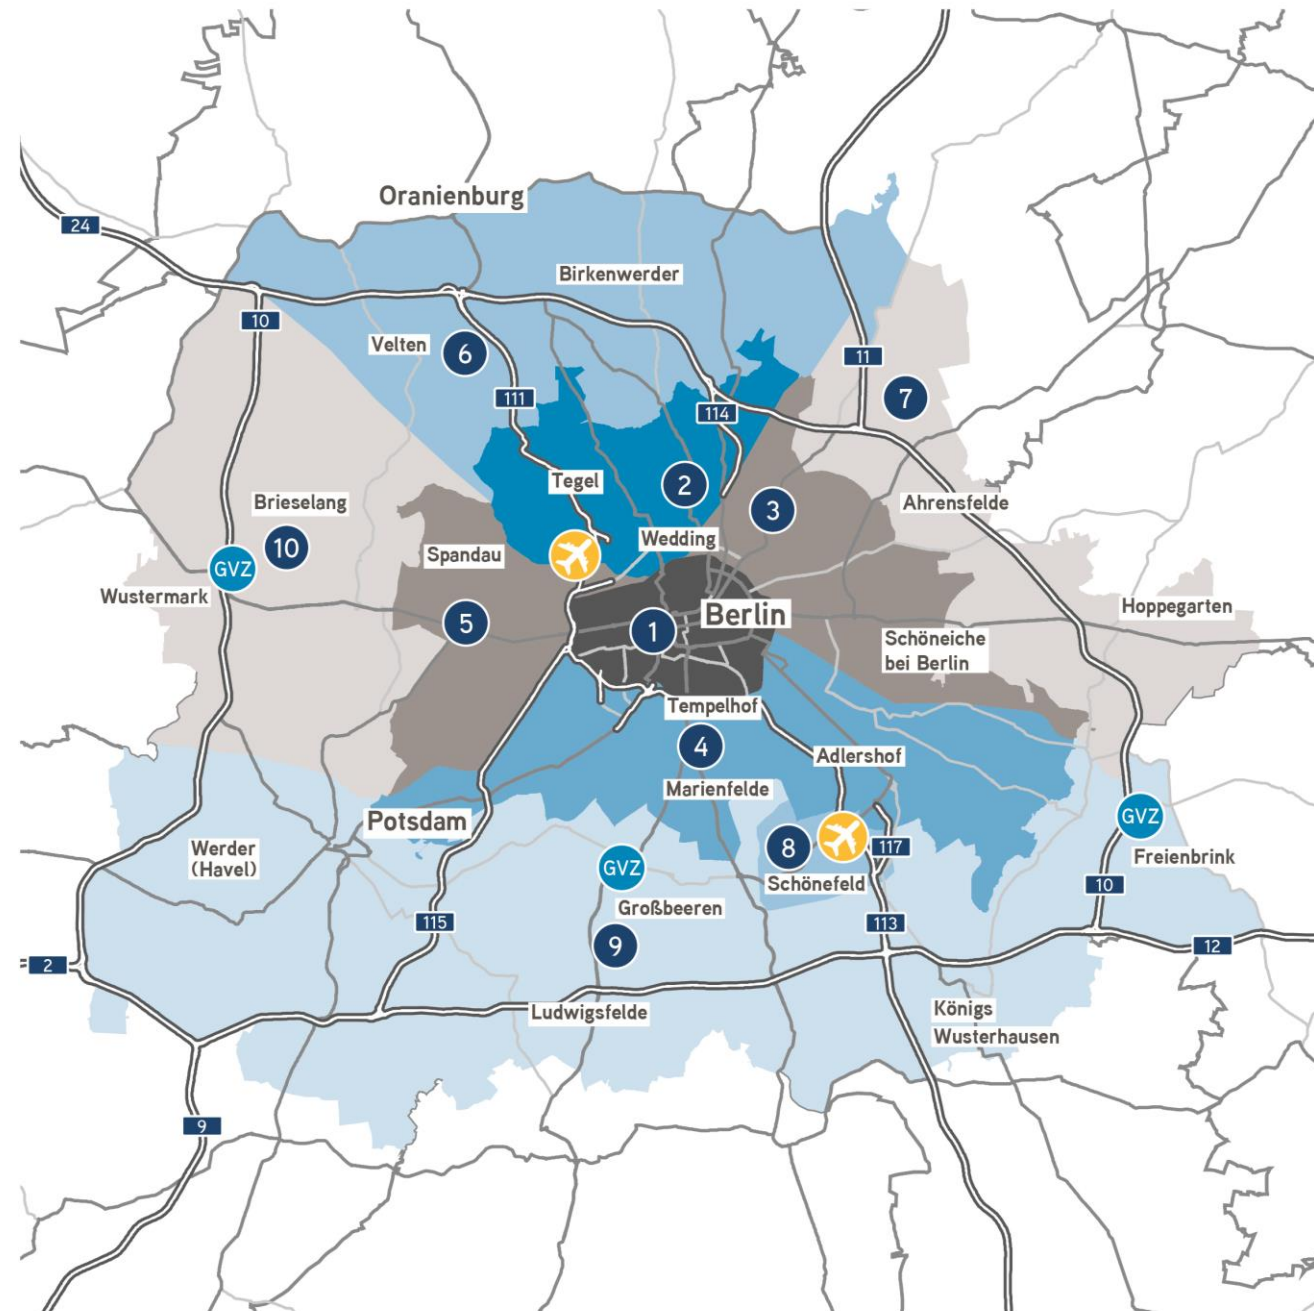 Oranienburg
24
Birkenwerder
10
Velten
6
11
111
7
114
Tegel
2
Brieselang
Ahrensfelde
3
Wedding
10
Spandau
GVZ
Wustermark
Hoppegarten
Berlin
5
1
Schöneiche
bei Berlin
Tempelhof
4
Adlershof
Marienfelde
Potsdam
GVZ
Werder
(Havel)
8
117
Freienbrink
GVZ
Schönefeld
10
Großbeeren
115
113
9
12
2
Ludwigsfelde
Königs
Wusterhausen
9